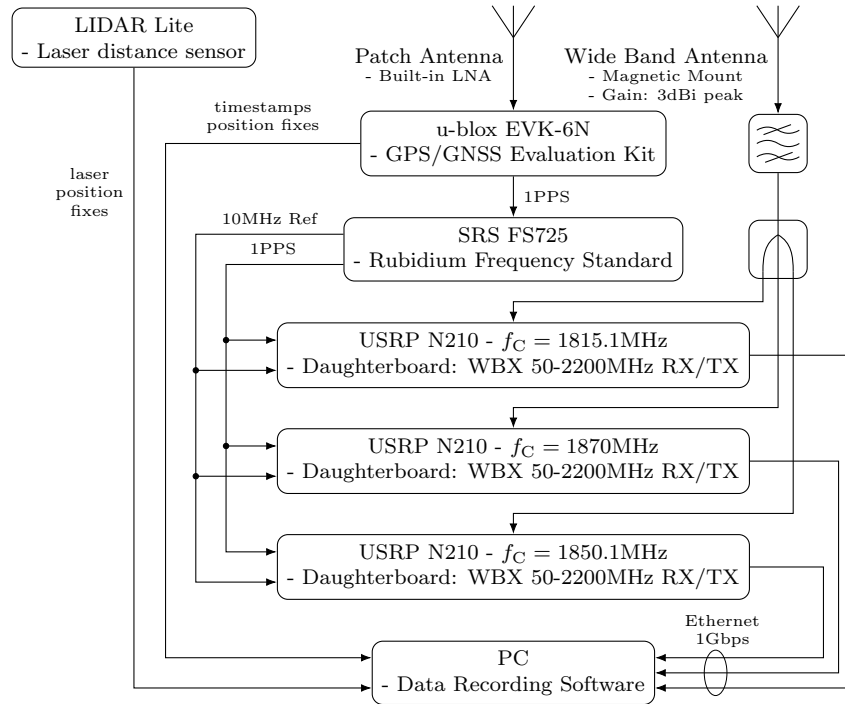 LIDAR Lite
- Laser distance sensor
Patch Antenna
- Built-in LNA
Wide Band Antenna
- Magnetic Mount
- Gain: 3dBi peak
timestamps
position fixes
u-blox EVK-6N
- GPS/GNSS Evaluation Kit
laser
position
fixes
1PPS
10MHz Ref
1PPS
SRS FS725
- Rubidium Frequency Standard
USRP N210 - f_C = 1815.1MHz
- Daughterboard: WBX 50-2200MHz RX/TX
USRP N210 - f_C = 1870MHz
- Daughterboard: WBX 50-2200MHz RX/TX
USRP N210 - f_C = 1850.1MHz
- Daughterboard: WBX 50-2200MHz RX/TX
Ethernet
1Gbps
PC
- Data Recording Software